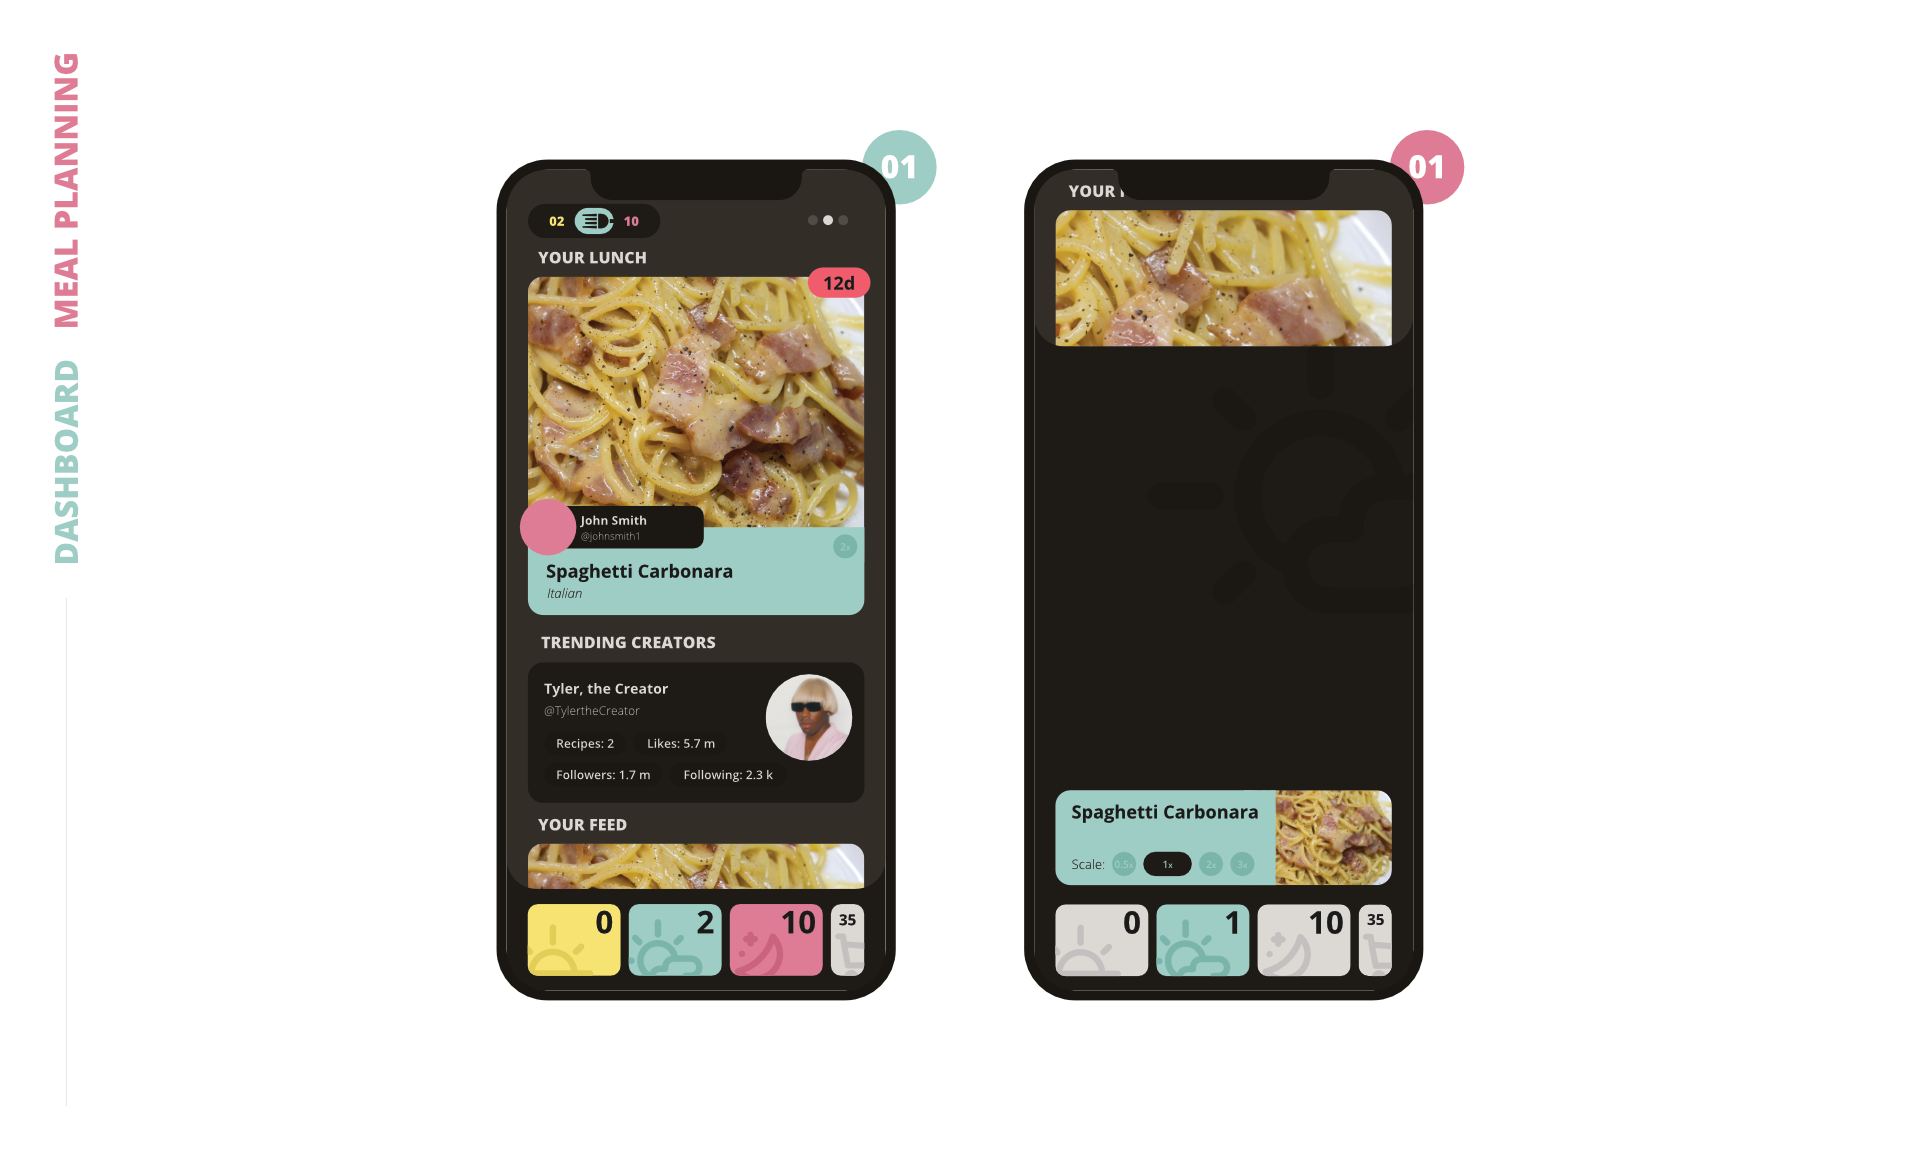 MEAL PLANNING
DASHBOARD
01
02
10
YOUR LUNCH
12d
John Smith
@johnsmith1
2x
Spaghetti Carbonara
Italian
TRENDING CREATORS
Tyler, the Creator
@TylertheCreator
Recipes: 2
Likes: 5.7 m
Followers: 1.7 m
Following: 2.3 k
YOUR FEED
0
2
10
35
01
YOUR
Spaghetti Carbonara
Scale:
0.5x
1x
2x
3x
0
1
10
35